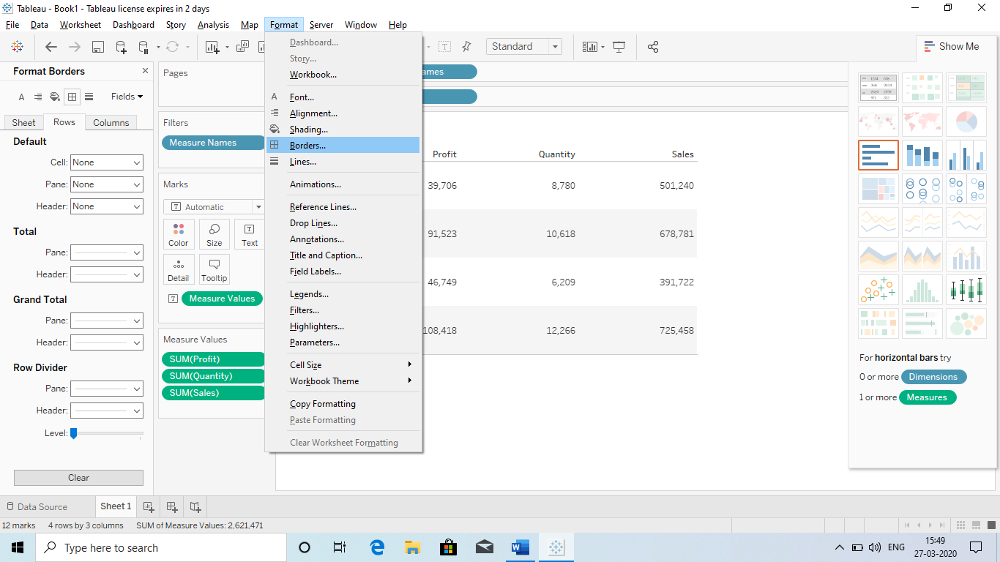 Tableau - Book1 - Tableau license expires in 2 days
File Data Worksheet Dashboard Story Analysis Map Format Server Window Help
Standard
Show Me
Format Borders
Fields
Sheet Rows Columns
Default
Cell: None
Pane: None
Header: None
Total
Pane:
Header:
Grand Total
Pane:
Header:
Row Divider
Pane:
Header:
Level:
Clear
Pages
Filters
Measure Names
Marks
Automatic
Color Size Text
Detail Tooltip
Measure Values
Measure Values
SUM(Profit)
SUM(Quantity)
SUM(Sales)
Dashboard...
Story...
Workbook...
Font...
Alignment...
Shading...
Borders...
Lines...
Animations...
Reference Lines...
Drop Lines...
Annotations...
Title and Caption...
Field Labels...
Legends...
Filters...
Highlighters...
Parameters...
Cell Size
Workbook Theme
Copy Formatting
Paste Formatting
Clear Worksheet Formatting
ames
Profit Quantity Sales
39,706 8,780 501,240
91,523 10,618 678,781
46,749 6,209 391,722
108,418 12,266 725,458
For horizontal bars try
0 or more Dimensions
1 or more Measures
Data Source Sheet 1
12 marks 4 rows by 3 columns SUM of Measure Values: 2,621,471
Type here to search
ENG
15:49
27-03-2020